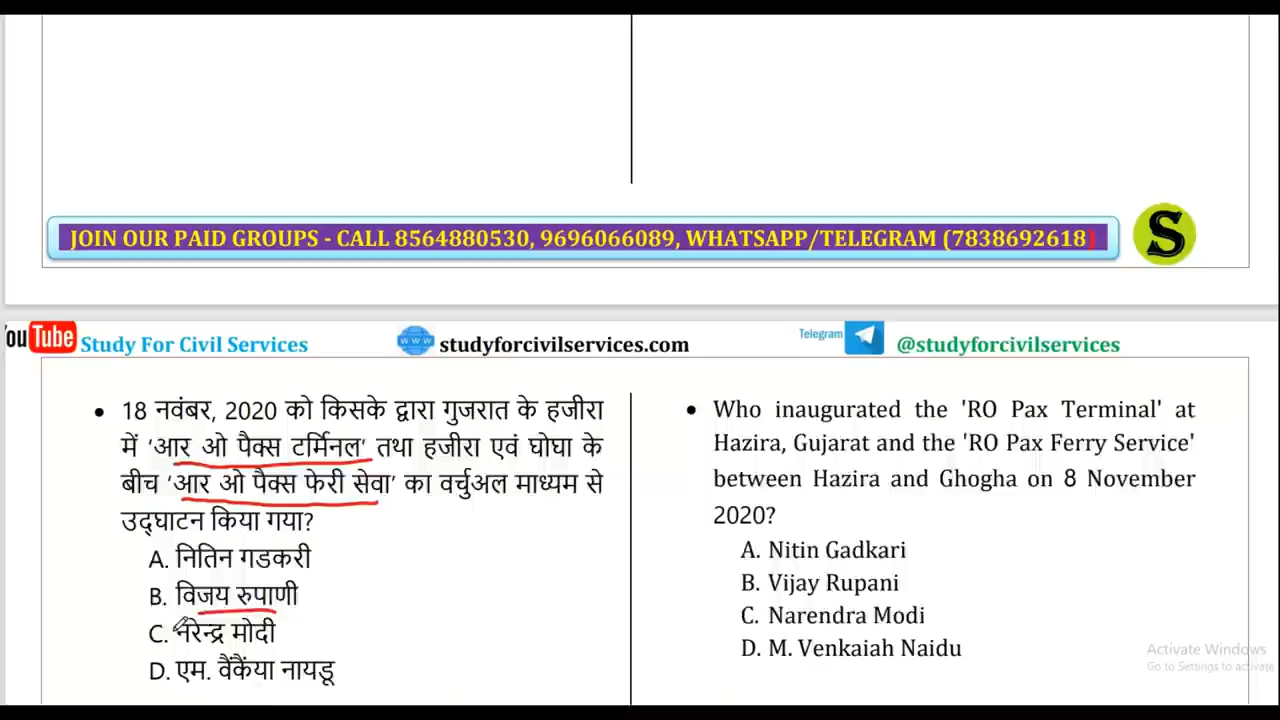 JOIN OUR PAID GROUPS - CALL 8564880530, 9696066089, WHATSAPP/TELEGRAM (7838692618)
S
YouTube Study For Civil Services
www studyforcivilservices.com
Telegram @studyforcivilservices
• 18 नवंबर, 2020 को किसके द्वारा गुजरात के हजीरा
में ‘आर ओ पैक्स टर्मिनल’ तथा हजीरा एवं घोघा के
बीच ‘आर ओ पैक्स फेरी सेवा’ का वर्चुअल माध्यम से
उद्घाटन किया गया?
A. नितिन गडकरी
B. विजय रुपाणी
C. नरेन्द्र मोदी
D. एम. वैंकैंया नायडू
• Who inaugurated the 'RO Pax Terminal' at
Hazira, Gujarat and the 'RO Pax Ferry Service'
between Hazira and Ghogha on 8 November
2020?
A. Nitin Gadkari
B. Vijay Rupani
C. Narendra Modi
D. M. Venkaiah Naidu
Activate Windows
Go to Settings to activate